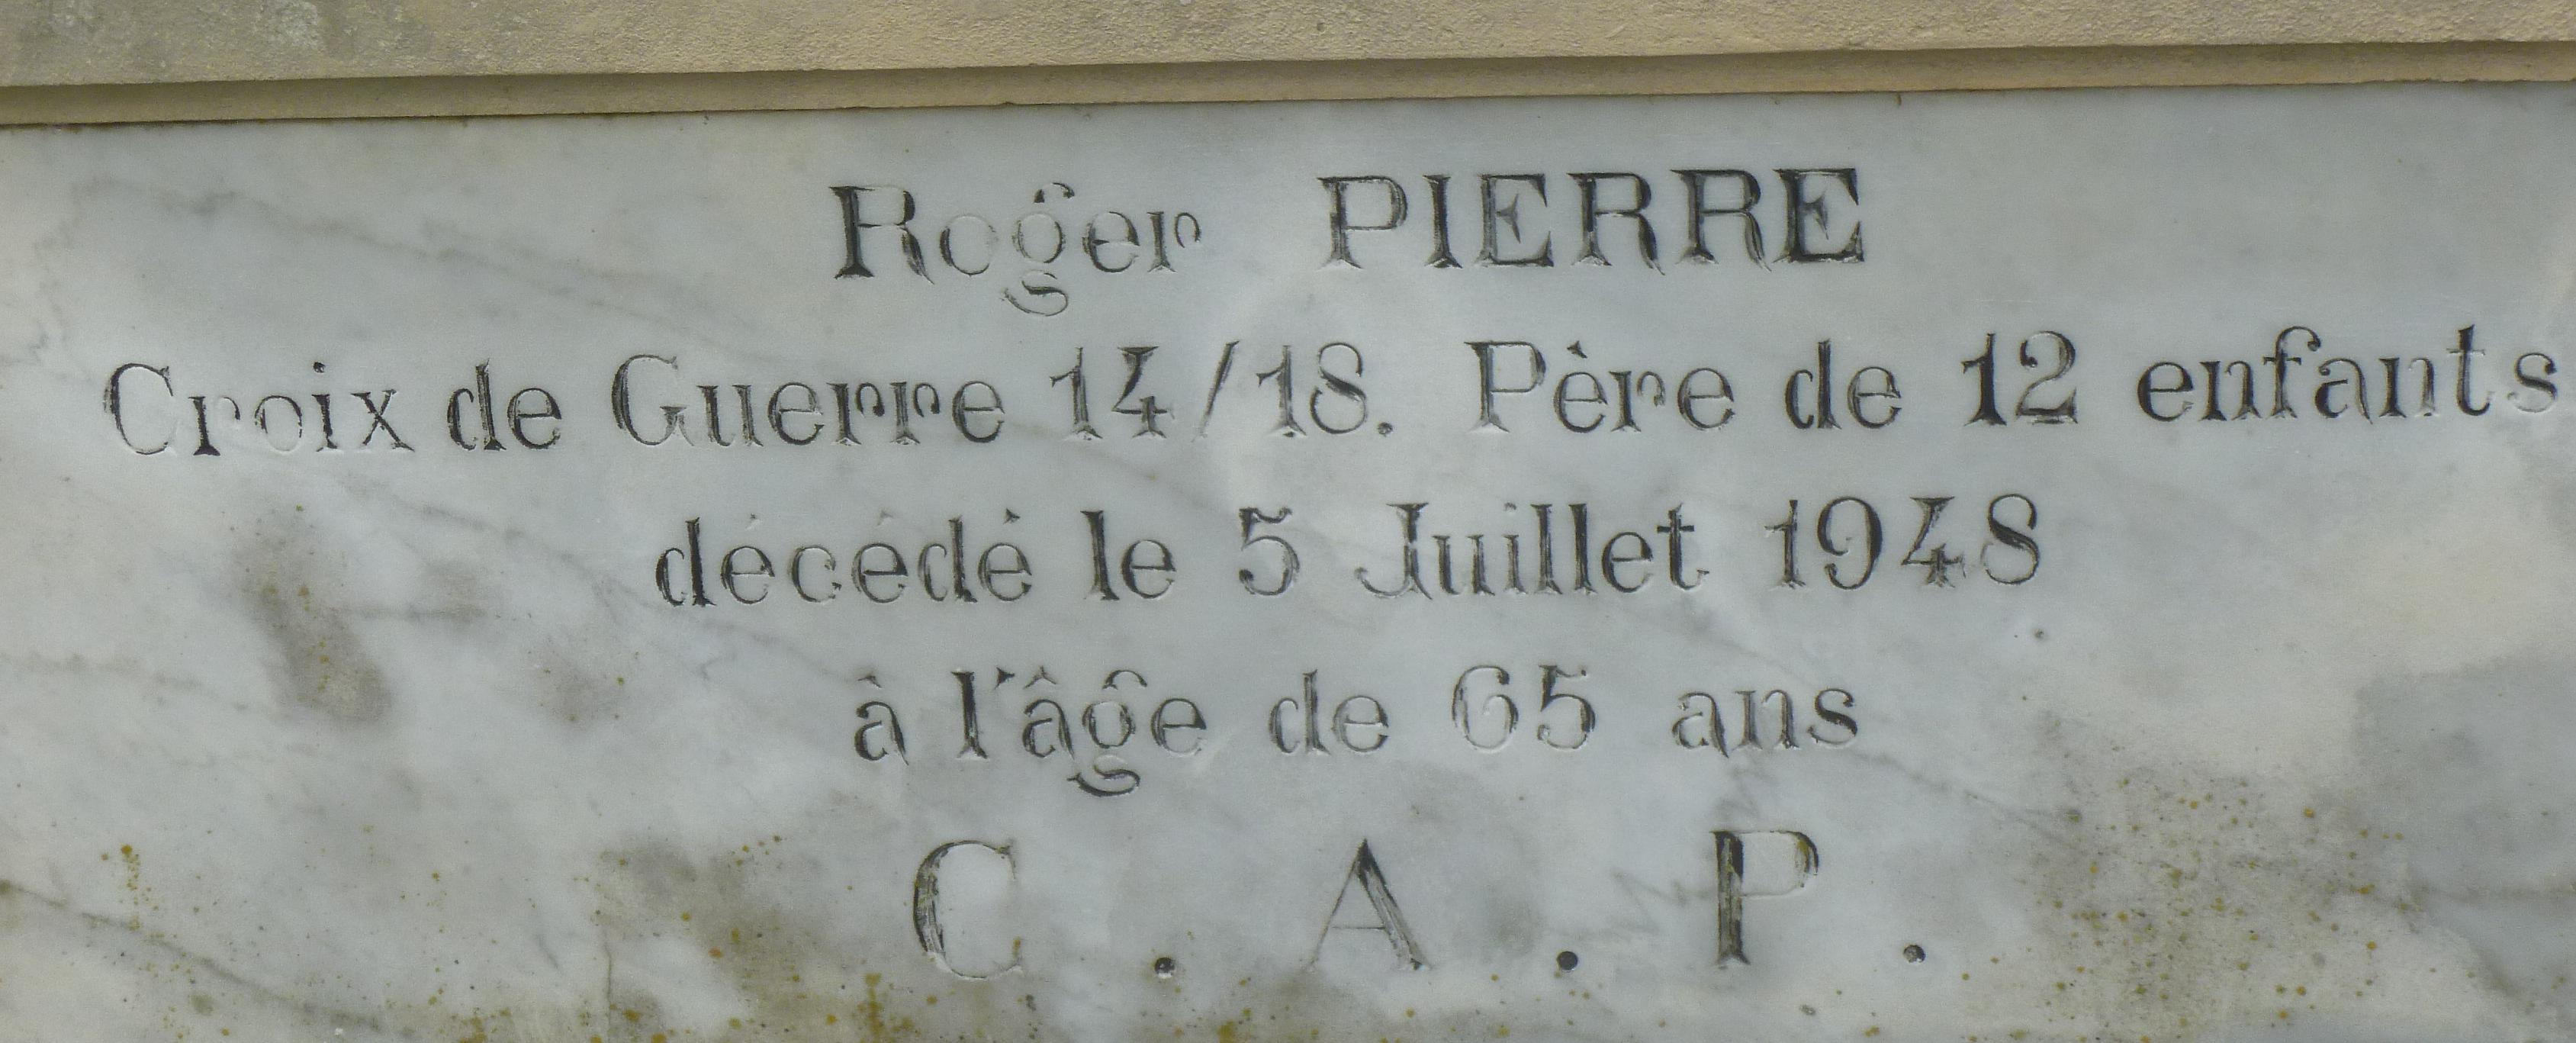 Roger PIERRE
Croix de Guerre 14/18. Père de 12 enfants
décédé le 5 Juillet 1948
à l'âge de 65 ans
C . A . P .